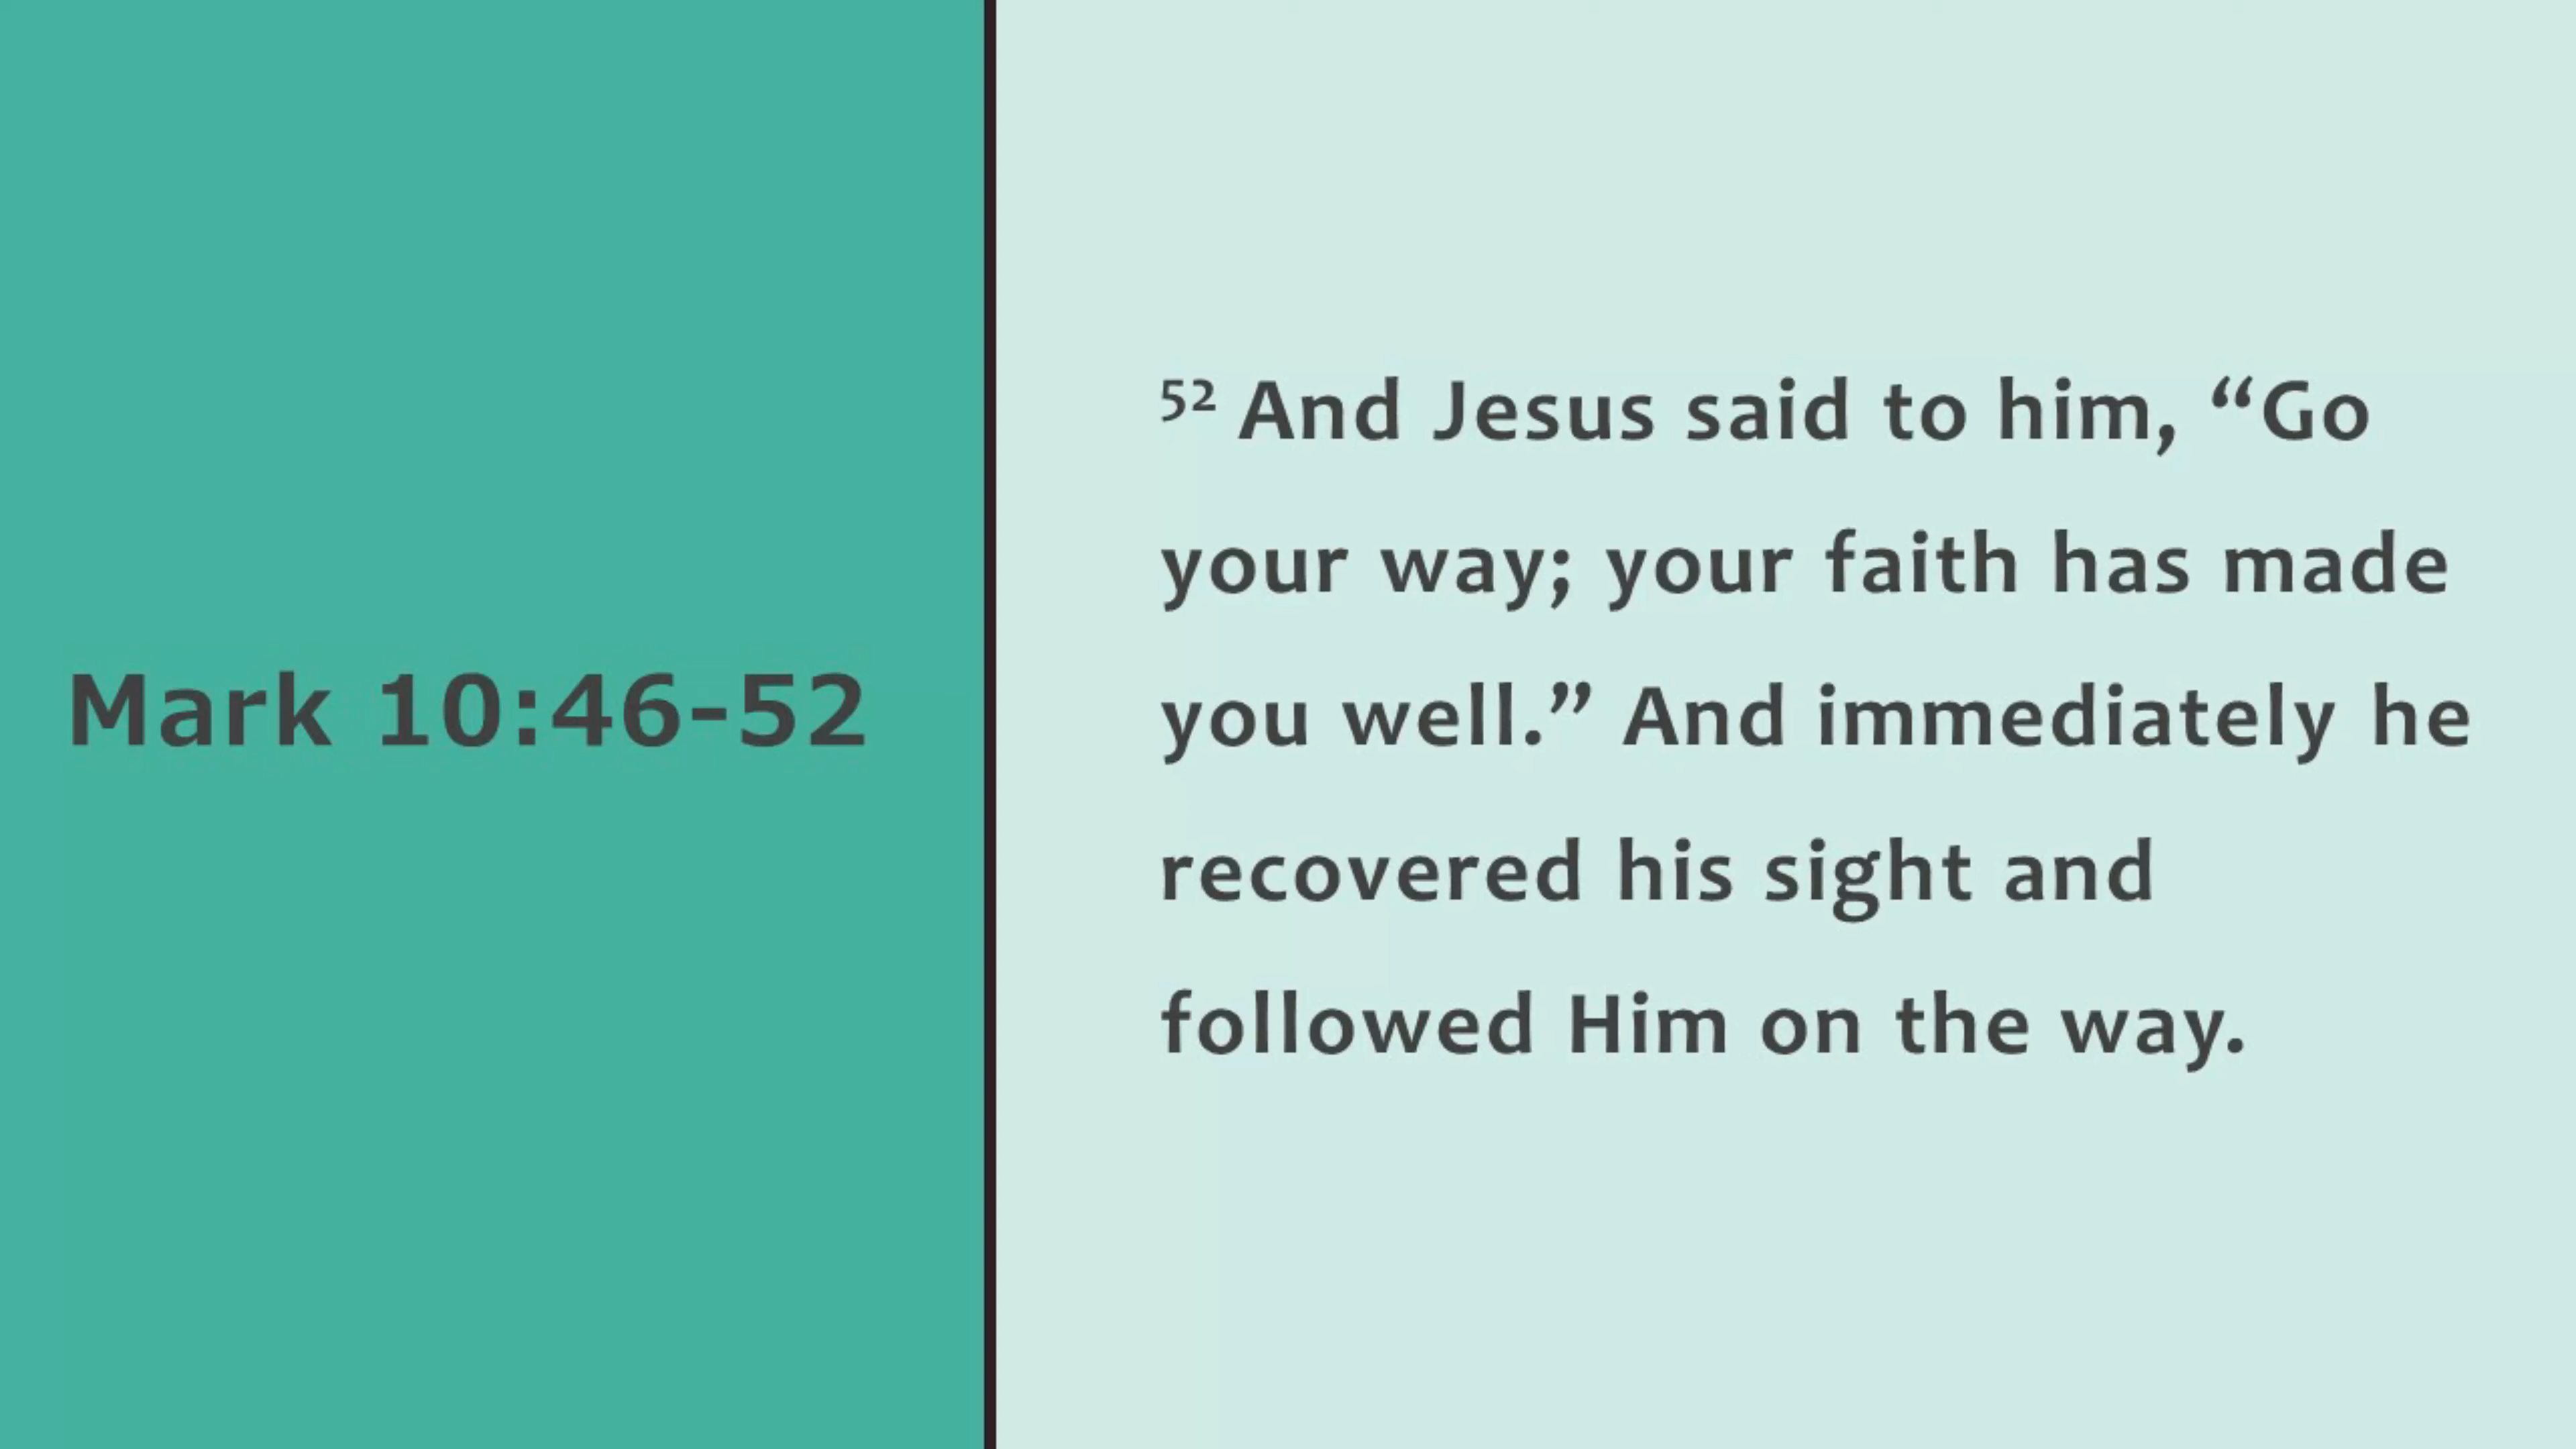 Mark 10:46-52
52 And Jesus said to him, “Go
your way; your faith has made
you well.” And immediately he
recovered his sight and
followed Him on the way.